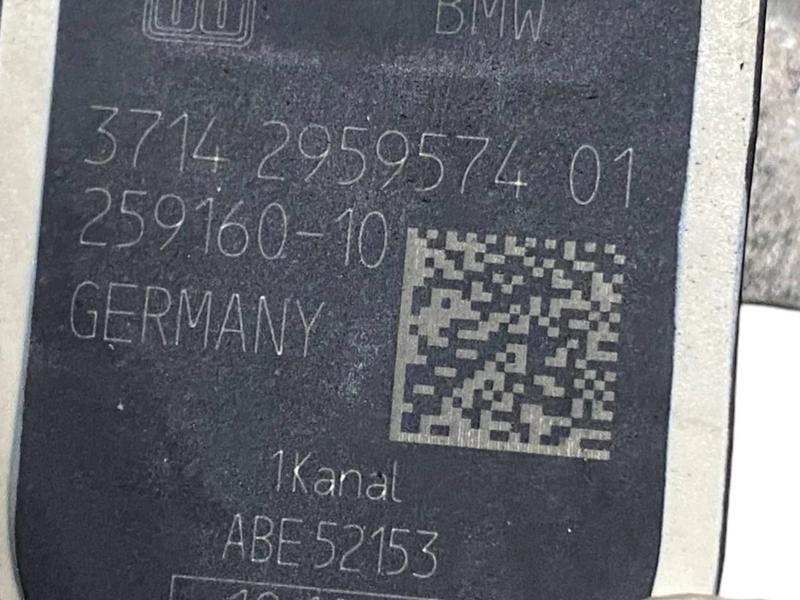 BMW
3714 2959574 01
259160-10
GERMANY
1Kanal
ABE 52153